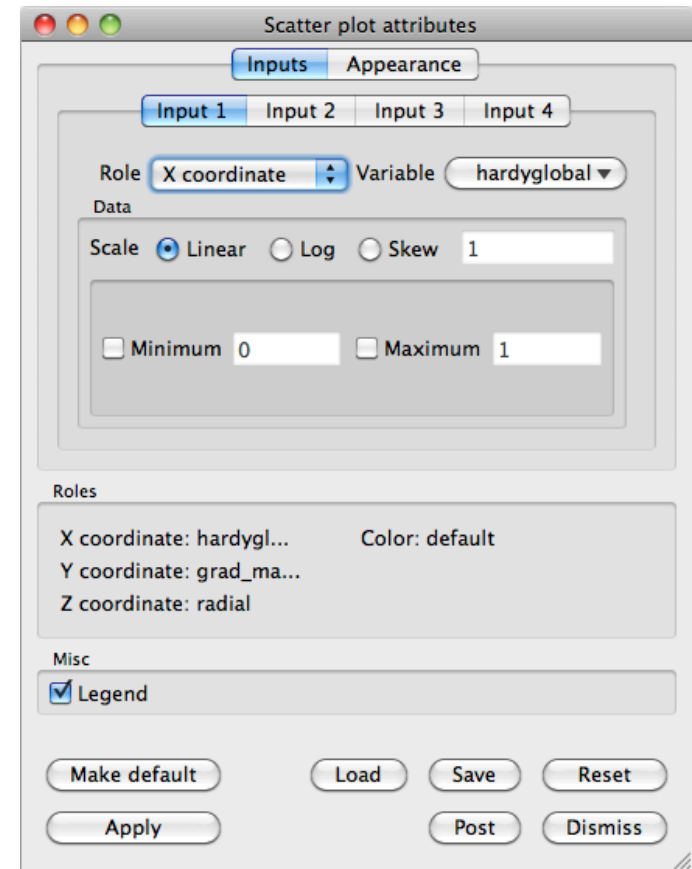 Scatter plot attributes
Inputs Appearance
Input 1 Input 2 Input 3 Input 4
Role X coordinate Variable hardyglobal
Data
Scale Linear Log Skew 1
Minimum 0 Maximum 1
Roles
X coordinate: hardygl... Color: default
Y coordinate: grad_ma...
Z coordinate: radial
Misc
Legend
Make default Load Save Reset
Apply Post Dismiss